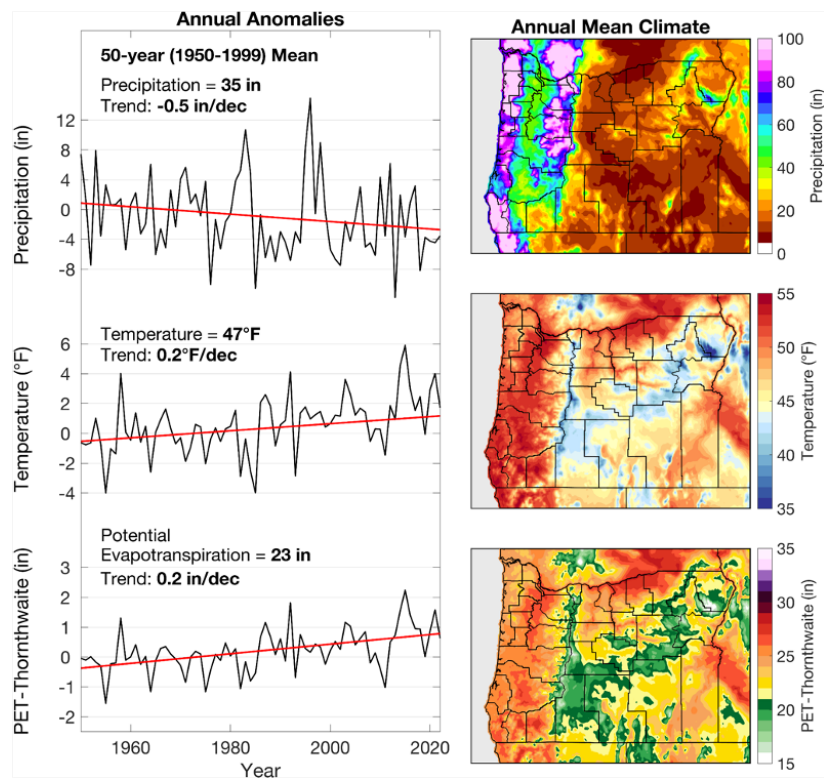 Annual Anomalies
Annual Mean Climate
50-year (1950-1999) Mean
Precipitation = 35 in
Trend: -0.5 in/dec
12
8
4
0
-4
-8
Precipitation (in)
100
80
60
40
20
0
Precipitation (in)
Temperature = 47°F
Trend: 0.2°F/dec
6
4
2
0
-2
-4
Temperature (°F)
55
50
45
40
35
Temperature (°F)
Potential
Evapotranspiration = 23 in
Trend: 0.2 in/dec
3
2
1
0
-1
-2
PET-Thornthwaite (in)
1960
1980
2000
2020
Year
35
30
25
20
15
PET-Thornthwaite (in)